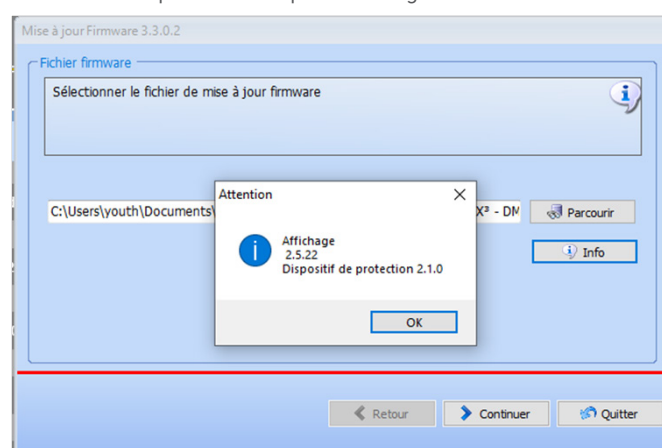 Mise à jour Firmware 3.3.0.2
Fichier firmware
Sélectionner le fichier de mise à jour firmware
Attention
C:\Users\youth\Documents\
X³ - DM
Parcourir
Affichage
2.5.22
Dispositif de protection 2.1.0
Info
OK
Retour
Continuer
Quitter